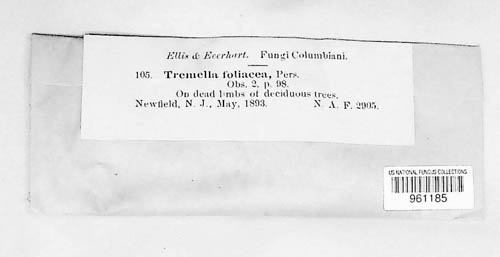 Ellis & Everhart. Fungi Columbiani.
105. Tremella foliacea, Pers.
Obs. 2, p. 98.
On dead limbs of deciduous trees,
Newfield, N. J., May, 1893. N. A. F. 2905.
US NATIONAL FUNGUS COLLECTIONS
961185